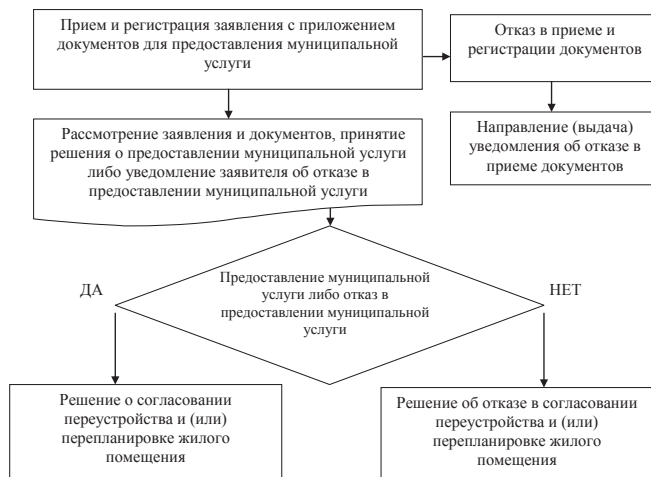 Прием и регистрация заявления с приложением
документов для предоставления муниципальной
услуги
Отказ в приеме и
регистрации документов
Рассмотрение заявления и документов, принятие
решения о предоставлении муниципальной услуги
либо уведомление заявителя об отказе в
предоставлении муниципальной услуги
Направление (выдача)
уведомления об отказе в
приеме документов
Предоставление муниципальной
услуги либо отказ в
предоставлении муниципальной
услуги
ДА
НЕТ
Решение о согласовании
переустройства и (или)
перепланировке жилого
помещения
Решение об отказе в согласовании
переустройства и (или)
перепланировке жилого
помещения